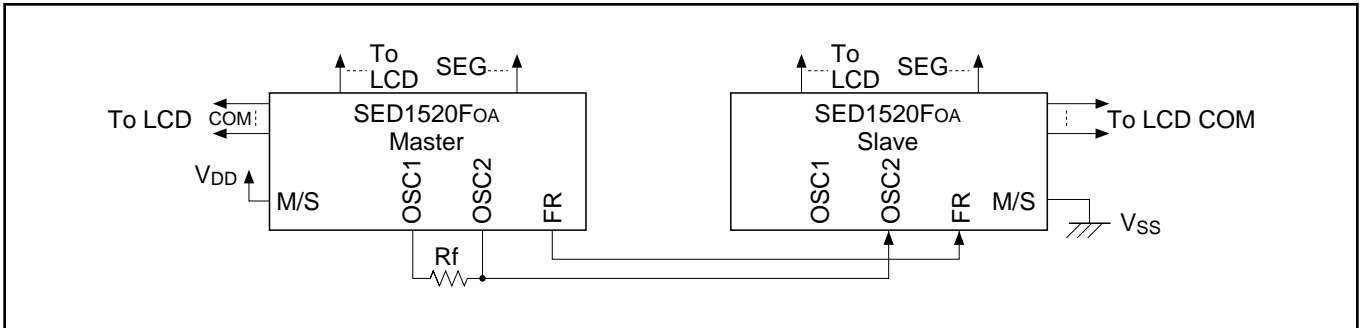 To
LCD
SEG
To LCD
COM
SED1520FOA
Master
VDD
M/S
OSC1
OSC2
FR
Rf
To
LCD
SEG
SED1520FOA
Slave
To LCD COM
OSC1
OSC2
FR
M/S
VSS